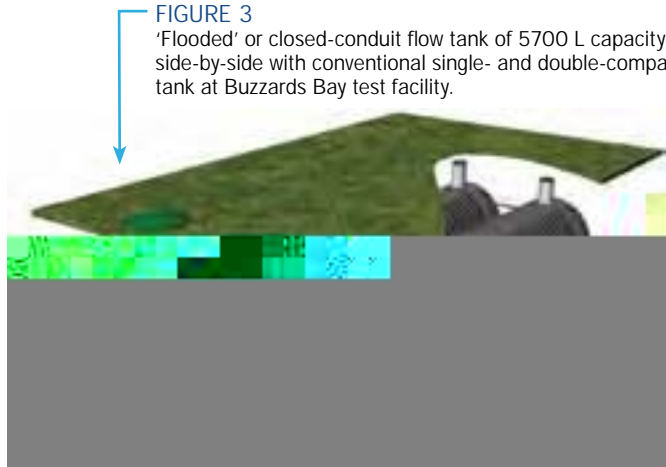 FIGURE 3
‘Flooded’ or closed-conduit flow tank of 5700 L capacity
side-by-side with conventional single- and double-compa
tank at Buzzards Bay test facility.